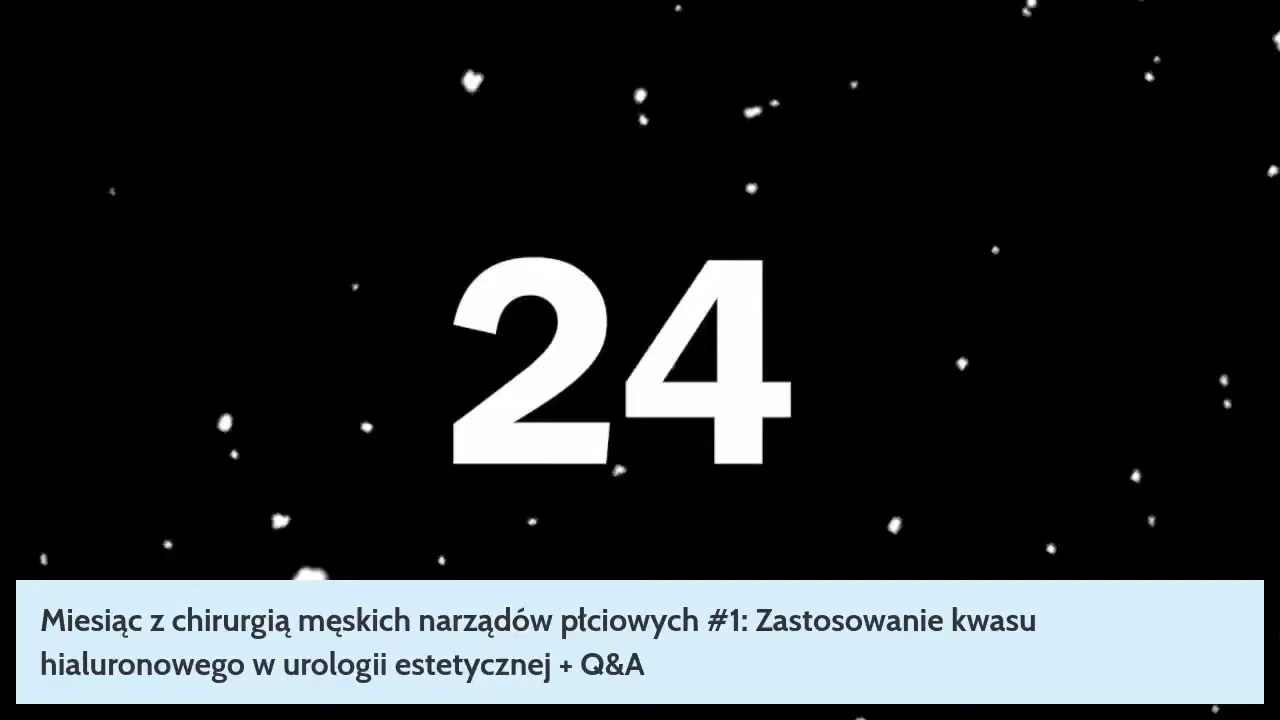 24
Miesiąc z chirurgią męskich narządów płciowych #1: Zastosowanie kwasu
hialuronowego w urologii estetycznej + Q&A